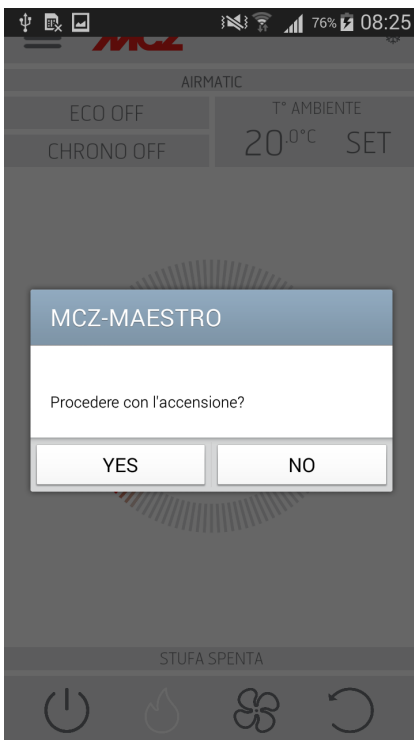 76% 08:25
MCZ
AIRMATIC
ECO OFF
T° AMBIENTE
CHRONO OFF
20.0°C SET
MCZ-MAESTRO
Procedere con l'accensione?
YES NO
STUFA SPENTA